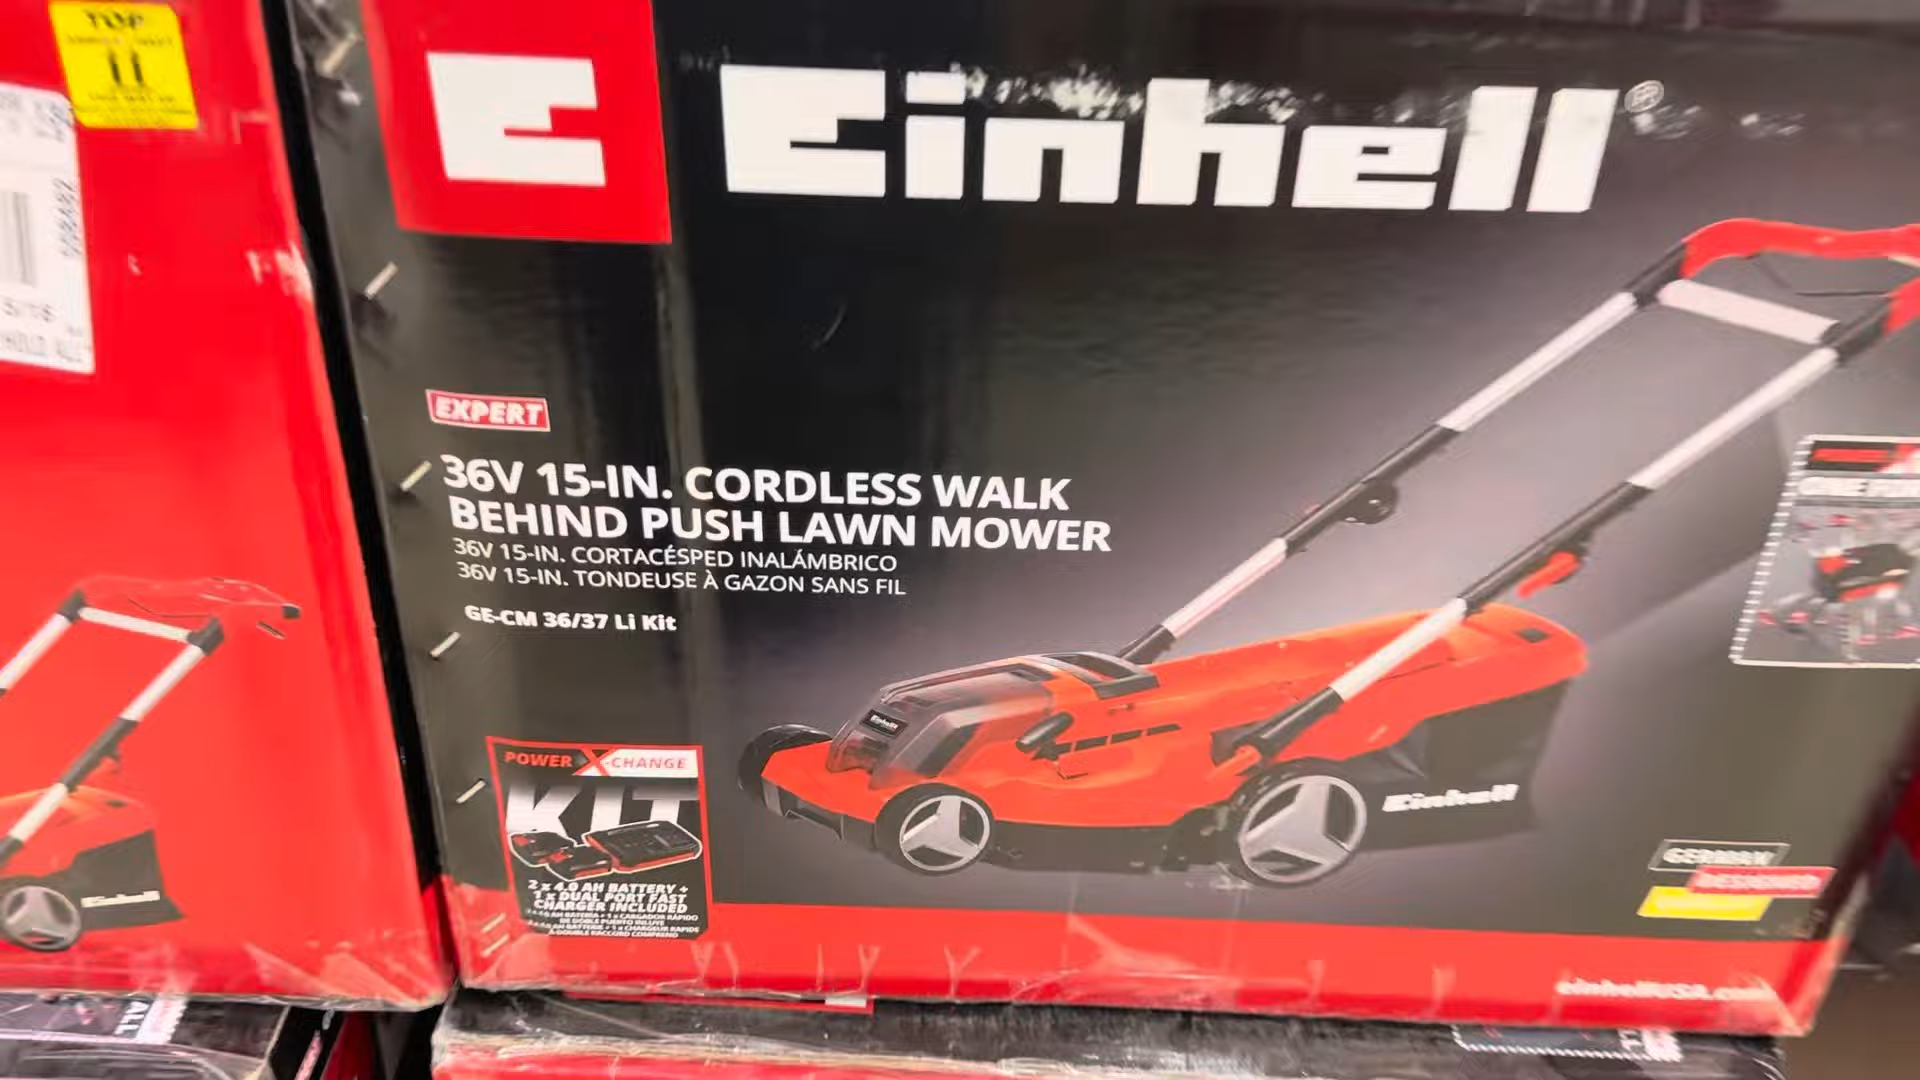 TOP
E Einhell®
EXPERT
36V 15-IN. CORDLESS WALK
BEHIND PUSH LAWN MOWER
36V 15-IN. CORTACÉSPED INALÁMBRICO
36V 15-IN. TONDEUSE À GAZON SANS FIL
GE-CM 36/37 Li Kit
POWER X-CHANGE
KIT
2 x 4.0 AH BATTERY +
1 x DUAL PORT FAST
CHARGER INCLUDED
Einhell
Einhell
GERMAN
DESIGNED
einhellUSA.com
Einhell